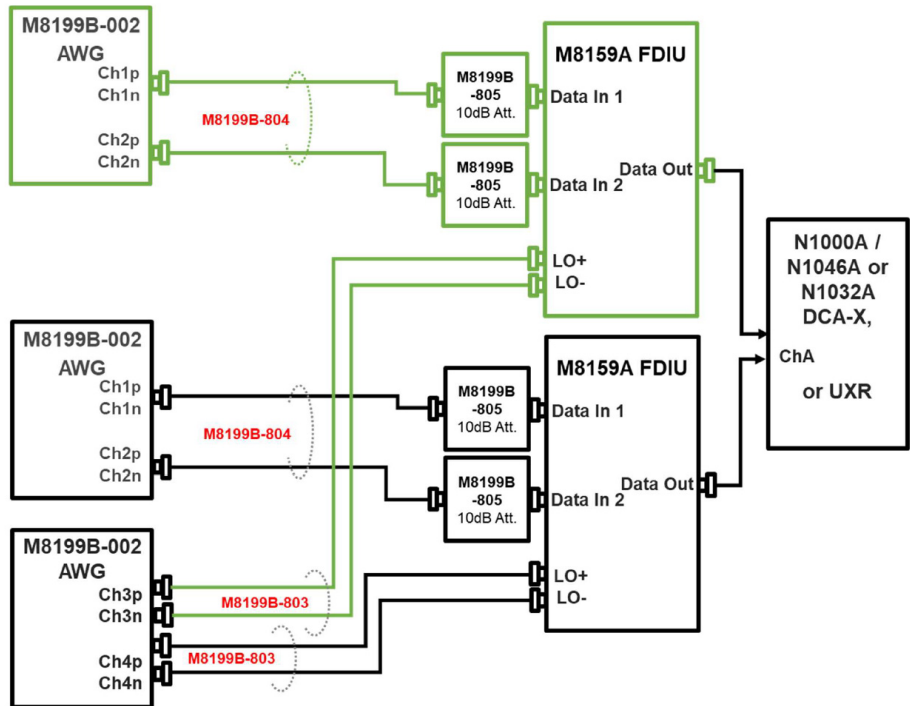 M8199B-002
AWG
Ch1p
Ch1n
Ch2p
Ch2n
M8199B-804
M8199B
-805
10dB Att.
M8199B
-805
10dB Att.
M8159A FDIU
Data In 1
Data In 2
Data Out
LO+
LO-
N1000A /
N1046A or
N1032A
DCA-X,
ChA
or UXR
M8199B-002
AWG
Ch1p
Ch1n
Ch2p
Ch2n
M8199B-804
M8199B
-805
10dB Att.
M8199B
-805
10dB Att.
M8159A FDIU
Data In 1
Data In 2
Data Out
LO+
LO-
M8199B-002
AWG
Ch3p
Ch3n
Ch4p
Ch4n
M8199B-803
M8199B-803